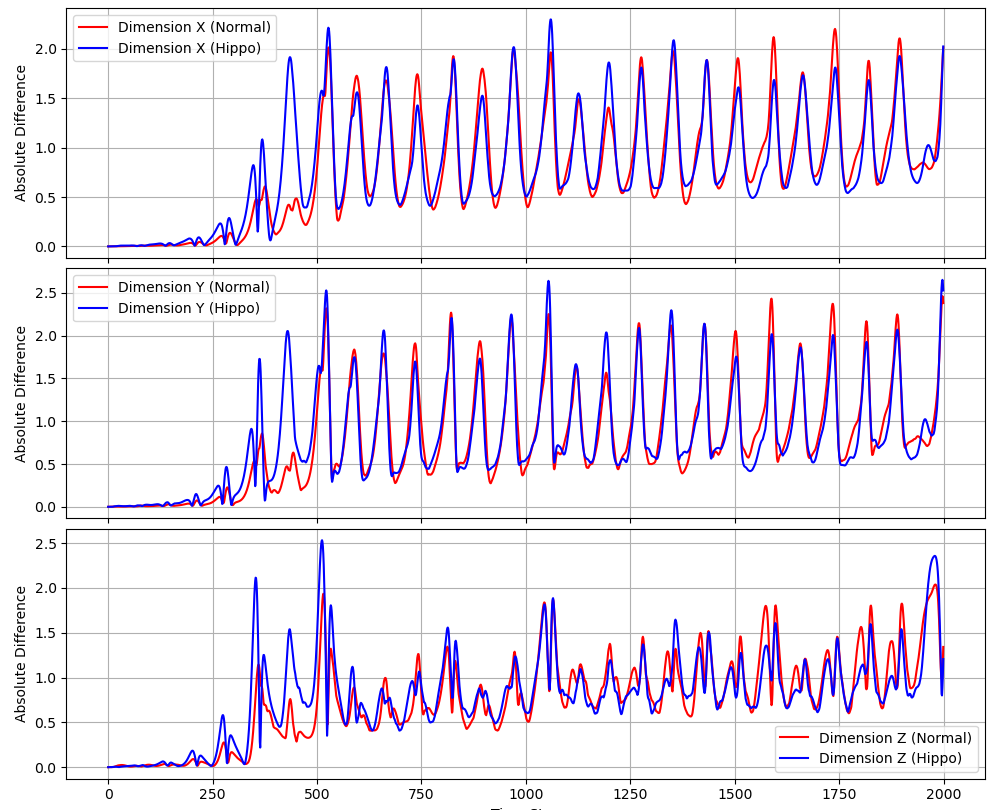 Dimension X (Normal)
Dimension X (Hippo)
Absolute Difference
2.0
1.5
1.0
0.5
0.0
Dimension Y (Normal)
Dimension Y (Hippo)
Absolute Difference
2.5
2.0
1.5
1.0
0.5
0.0
Absolute Difference
2.5
2.0
1.5
1.0
0.5
0.0
Dimension Z (Normal)
Dimension Z (Hippo)
0 250 500 750 1000 1250 1500 1750 2000